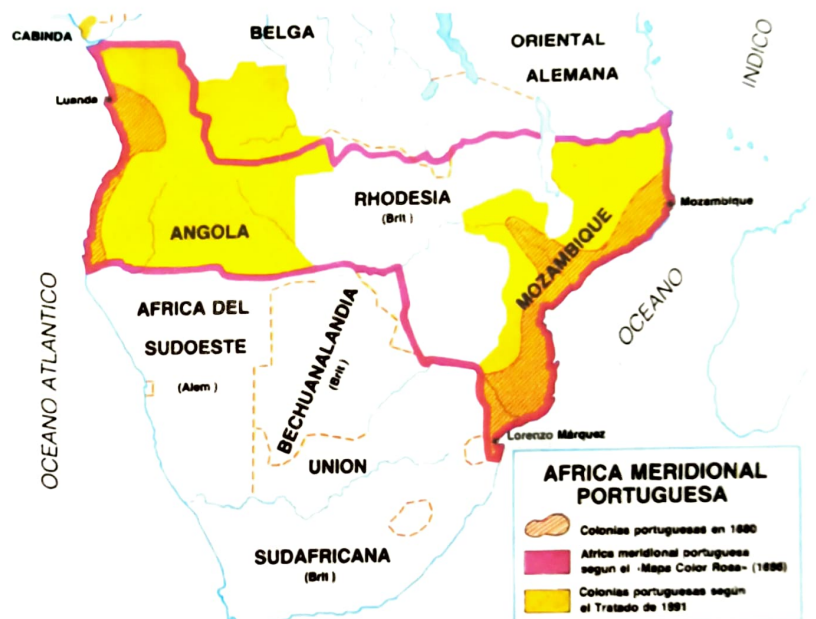 CABINDA
BELGA
ORIENTAL
ALEMANA
INDICO
Luanda
RHODESIA
(Brit)
Mozambique
ANGOLA
MOZAMBIQUE
OCEANO
OCEANO ATLANTICO
AFRICA DEL
SUDOESTE
(Alem)
BECHUANALANDIA
(Brit)
Lorenzo Márquez
UNION
SUDAFRICANA
(Brit)
AFRICA MERIDIONAL
PORTUGUESA
Colonias portuguesas en 1880
Africa meridional portuguesa
segun el «Mapa Color Rosa» (1886)
Colonias portuguesas según
el Tratado de 1991